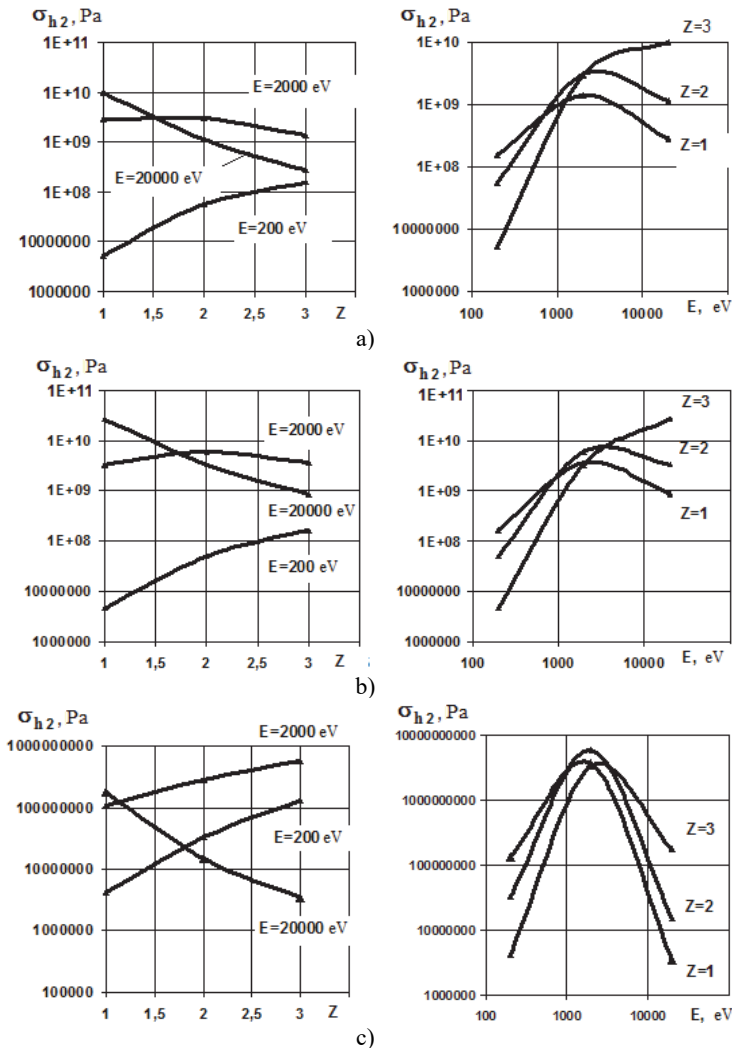 σh2, Pa
1E+11
1E+10
1E+09
1E+08
10000000
1000000
1 1,5 2 2,5 3 Z
E=2000 eV
E=20000 eV
E=200 eV
σh2, Pa
1E+10
1E+09
1E+08
10000000
1000000
100 1000 10000 E, eV
Z=3
Z=2
Z=1
a)
σh2, Pa
1E+11
1E+10
1E+09
1E+08
10000000
1000000
1 1,5 2 2,5 3 Z
E=2000 eV
E=20000 eV
E=200 eV
σh2, Pa
1E+11
1E+10
1E+09
1E+08
10000000
1000000
100 1000 10000 E, eV
Z=3
Z=2
Z=1
b)
σh2, Pa
1000000000
100000000
10000000
1000000
100000
1 1,5 2 2,5 3 Z
E=2000 eV
E=200 eV
E=20000 eV
σh2, Pa
10000000000
1000000000
100000000
10000000
1000000
100 1000 10000 E, eV
Z=3
Z=2
Z=1
c)